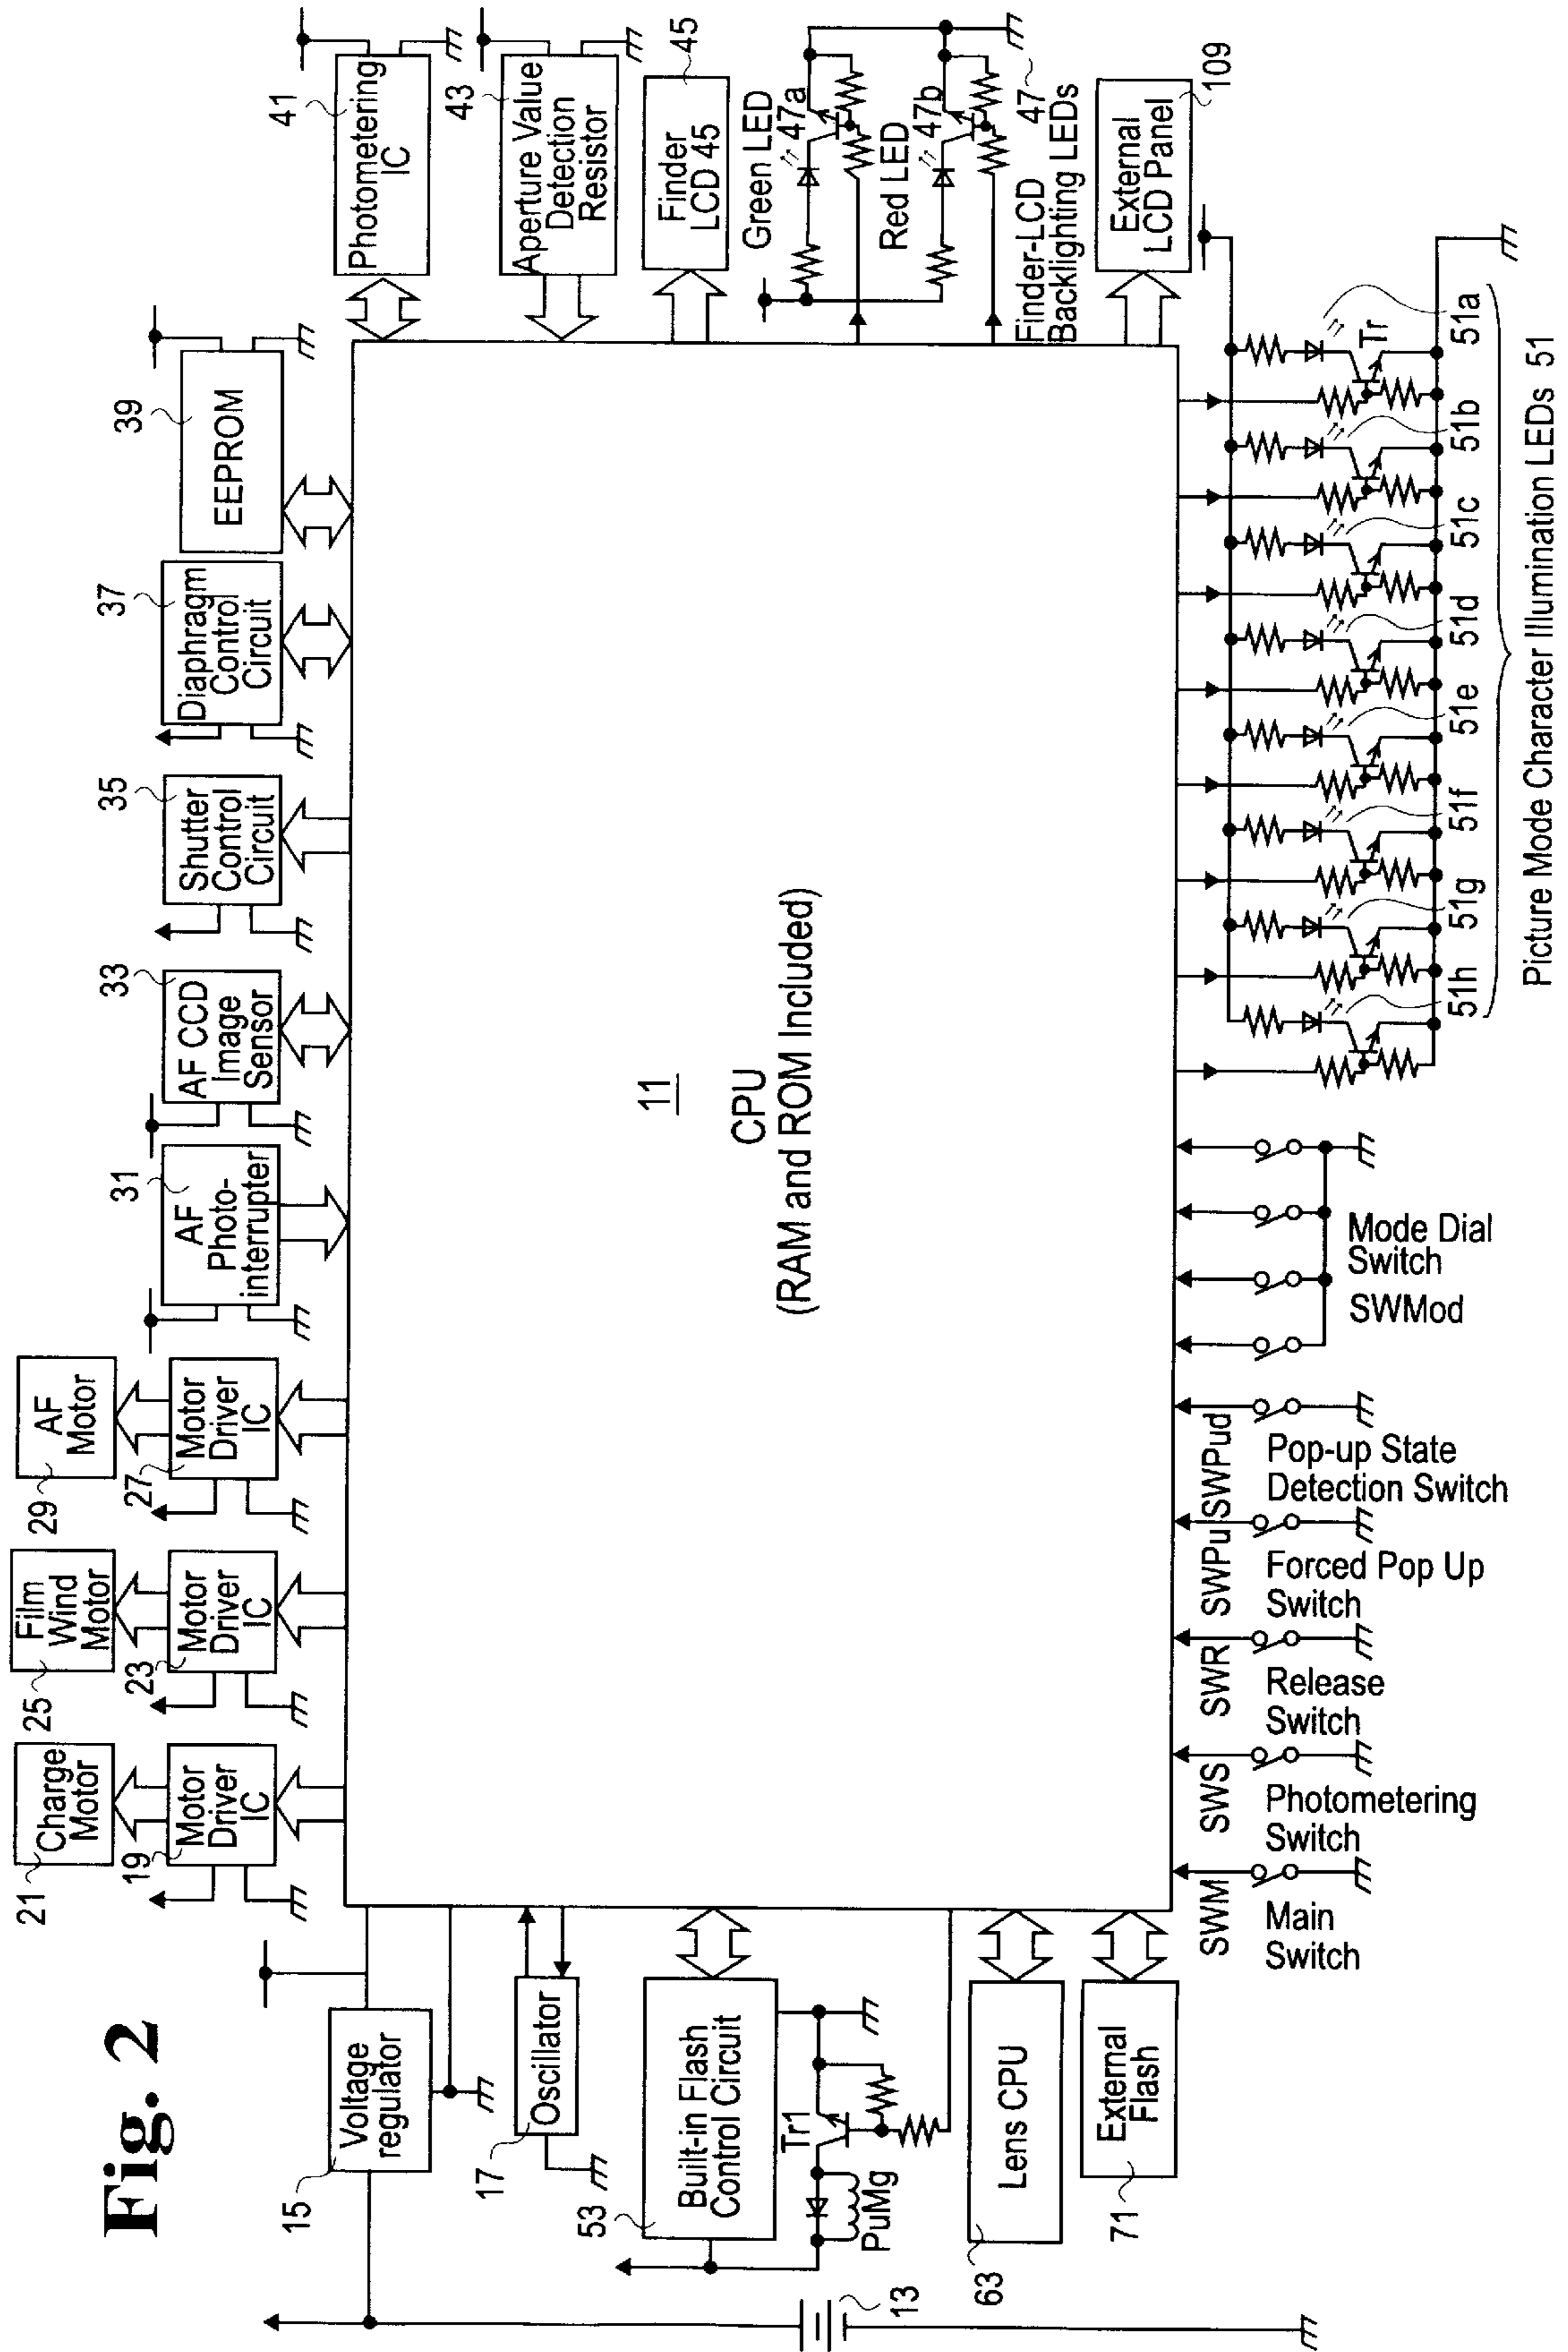 Fig. 2
21
Charge
Motor
19
Motor
Driver
IC
25
Film
Wind
Motor
23
Motor
Driver
IC
29
AF
Motor
27
Motor
Driver
IC
31
AF
Photo-
interrupter
33
AF CCD
Image
Sensor
35
Shutter
Control
Circuit
37
Diaphragm
Control
Circuit
39
EEPROM
41
Photometering
IC
43
Aperture Value
Detection
Resistor
45
Finder
LCD 45
Green LED
47a
Red LED
47b
47
Finder-LCD
Backlighting LEDs
109
External
LCD Panel
15
Voltage
regulator
17
Oscillator
53
Built-in Flash
Control Circuit
Tr1
PuMg
13
63
Lens CPU
71
External
Flash
11
CPU
(RAM and ROM Included)
SWM
Main
Switch
SWS
Photometering
Switch
SWR
Release
Switch
SWPu
Forced Pop Up
Switch
SWPud
Pop-up State
Detection Switch
Mode Dial
Switch
SWMod
Tr
51h
51g
51f
51e
51d
51c
51b
51a
Picture Mode Character Illumination LEDs 51